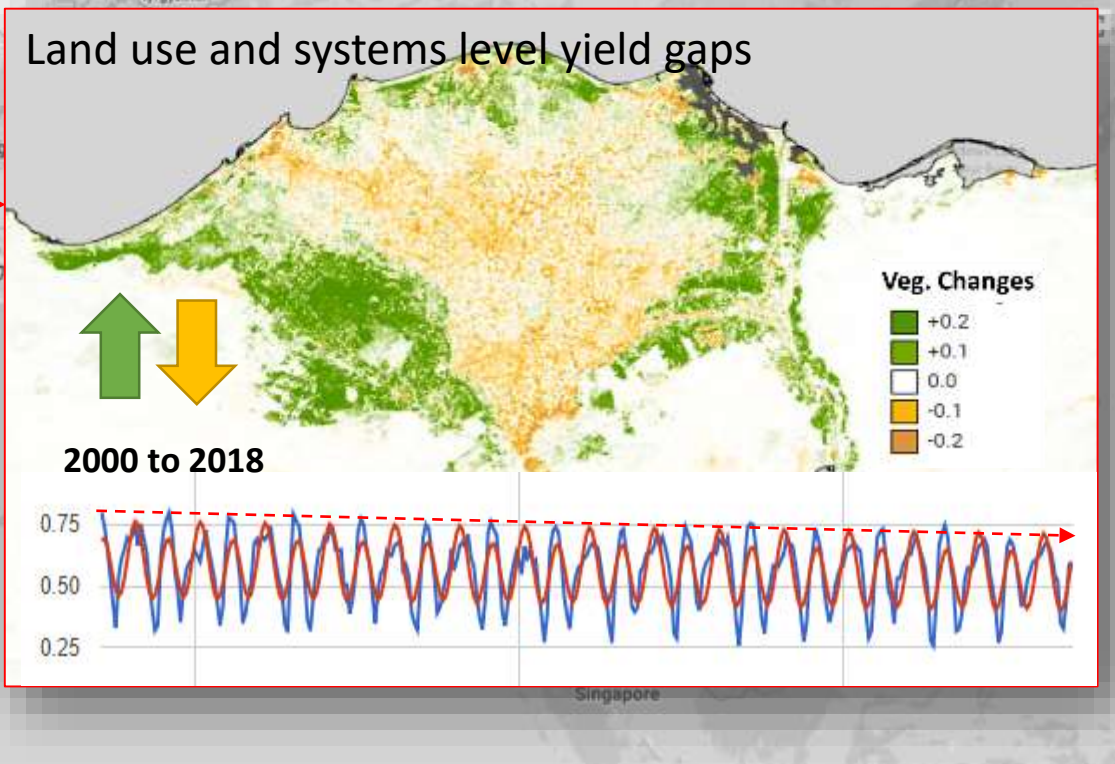 Land use and systems level yield gaps
Veg. Changes
+0.2
+0.1
0.0
-0.1
-0.2
2000 to 2018
0.75
0.50
0.25
Singapore